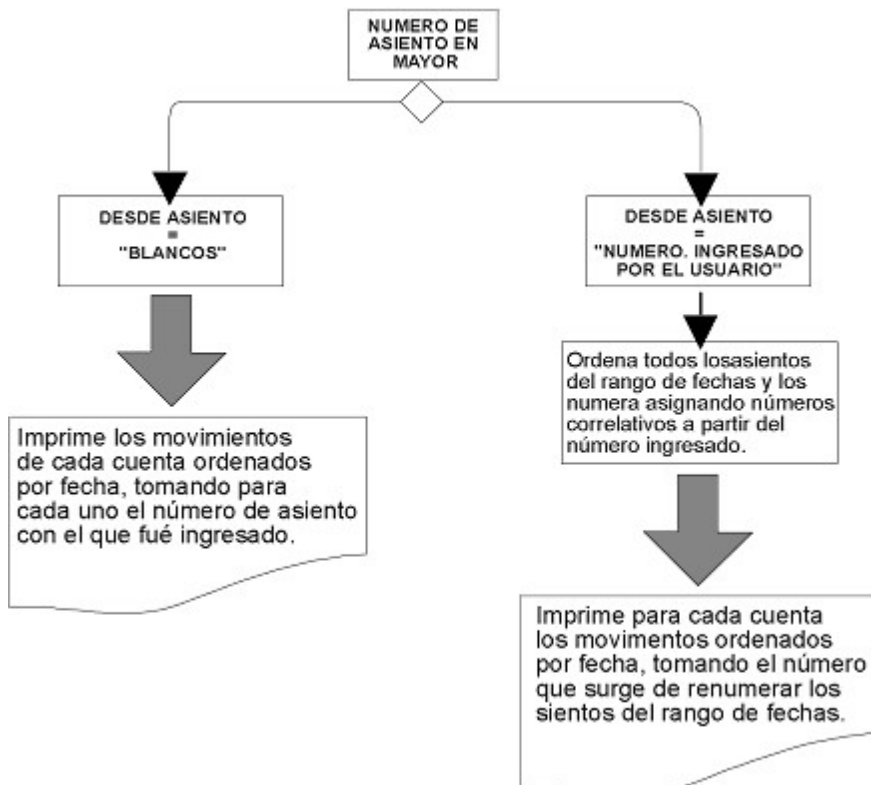 NUMERO DE
ASIENTO EN
MAYOR
DESDE ASIENTO
=
"BLANCOS"
Imprime los movimientos
de cada cuenta ordenados
por fecha, tomando para
cada uno el número de asiento
con el que fué ingresado.
DESDE ASIENTO
=
"NUMERO. INGRESADO
POR EL USUARIO"
Ordena todos losasientos
del rango de fechas y los
numera asignando números
correlativos a partir del
número ingresado.
Imprime para cada cuenta
los movimentos ordenados
por fecha, tomando el número
que surge de renumerar los
sientos del rango de fechas.